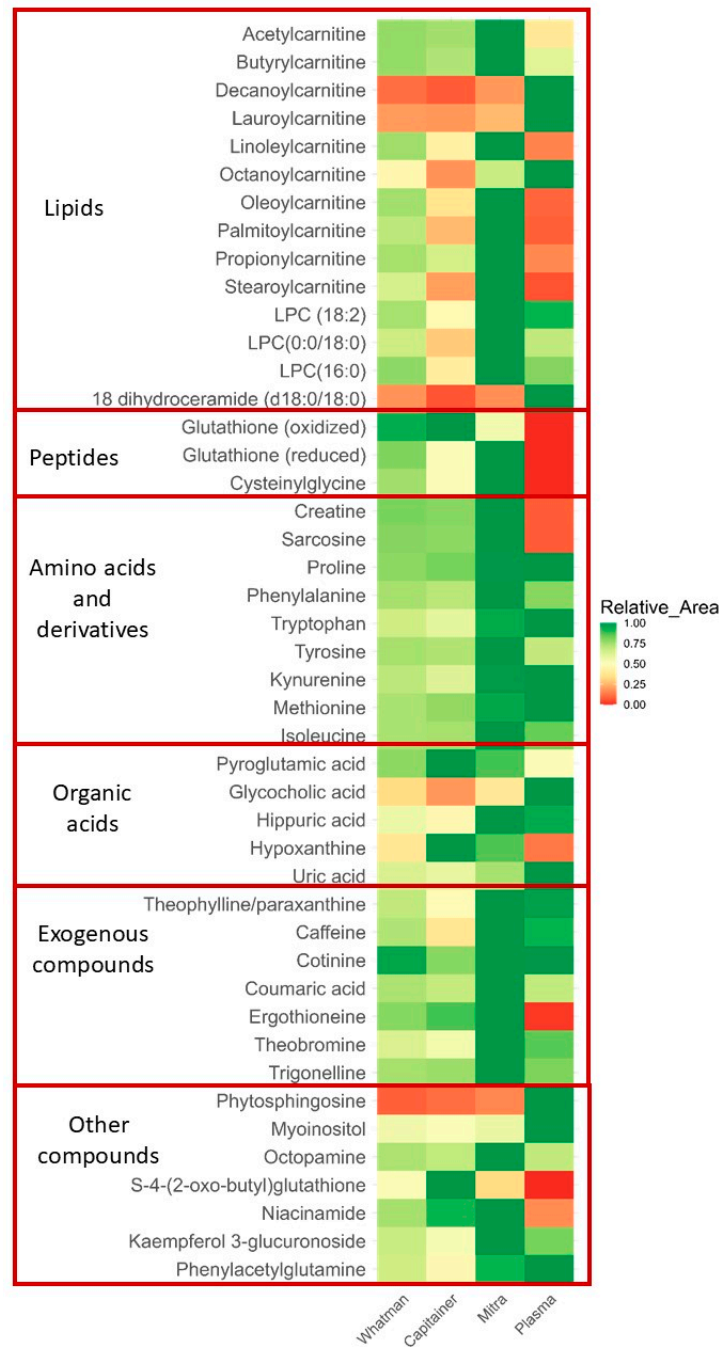 Acetylcarnitine
Butyrylcarnitine
Decanoylcarnitine
Lauroylcarnitine
Linoleylcarnitine
Octanoylcarnitine
Lipids
Oleoylcarnitine
Palmitoylcarnitine
Propionylcarnitine
Stearoylcarnitine
LPC (18:2)
LPC(0:0/18:0)
LPC(16:0)
18 dihydroceramide (d18:0/18:0)
Peptides
Glutathione (oxidized)
Glutathione (reduced)
Cysteinylglycine
Amino acids
and
derivatives
Creatine
Sarcosine
Proline
Phenylalanine
Tryptophan
Tyrosine
Kynurenine
Methionine
Isoleucine
Organic
acids
Pyroglutamic acid
Glycocholic acid
Hippuric acid
Hypoxanthine
Uric acid
Exogenous
compounds
Theophylline/paraxanthine
Caffeine
Cotinine
Coumaric acid
Ergothioneine
Theobromine
Trigonelline
Other
compounds
Phytosphingosine
Myoinositol
Octopamine
S-4-(2-oxo-butyl)glutathione
Niacinamide
Kaempferol 3-glucuronoside
Phenylacetylglutamine
Whatman
Capitainer
Mitra
Plasma
Relative_Area
1.00
0.75
0.50
0.25
0.00